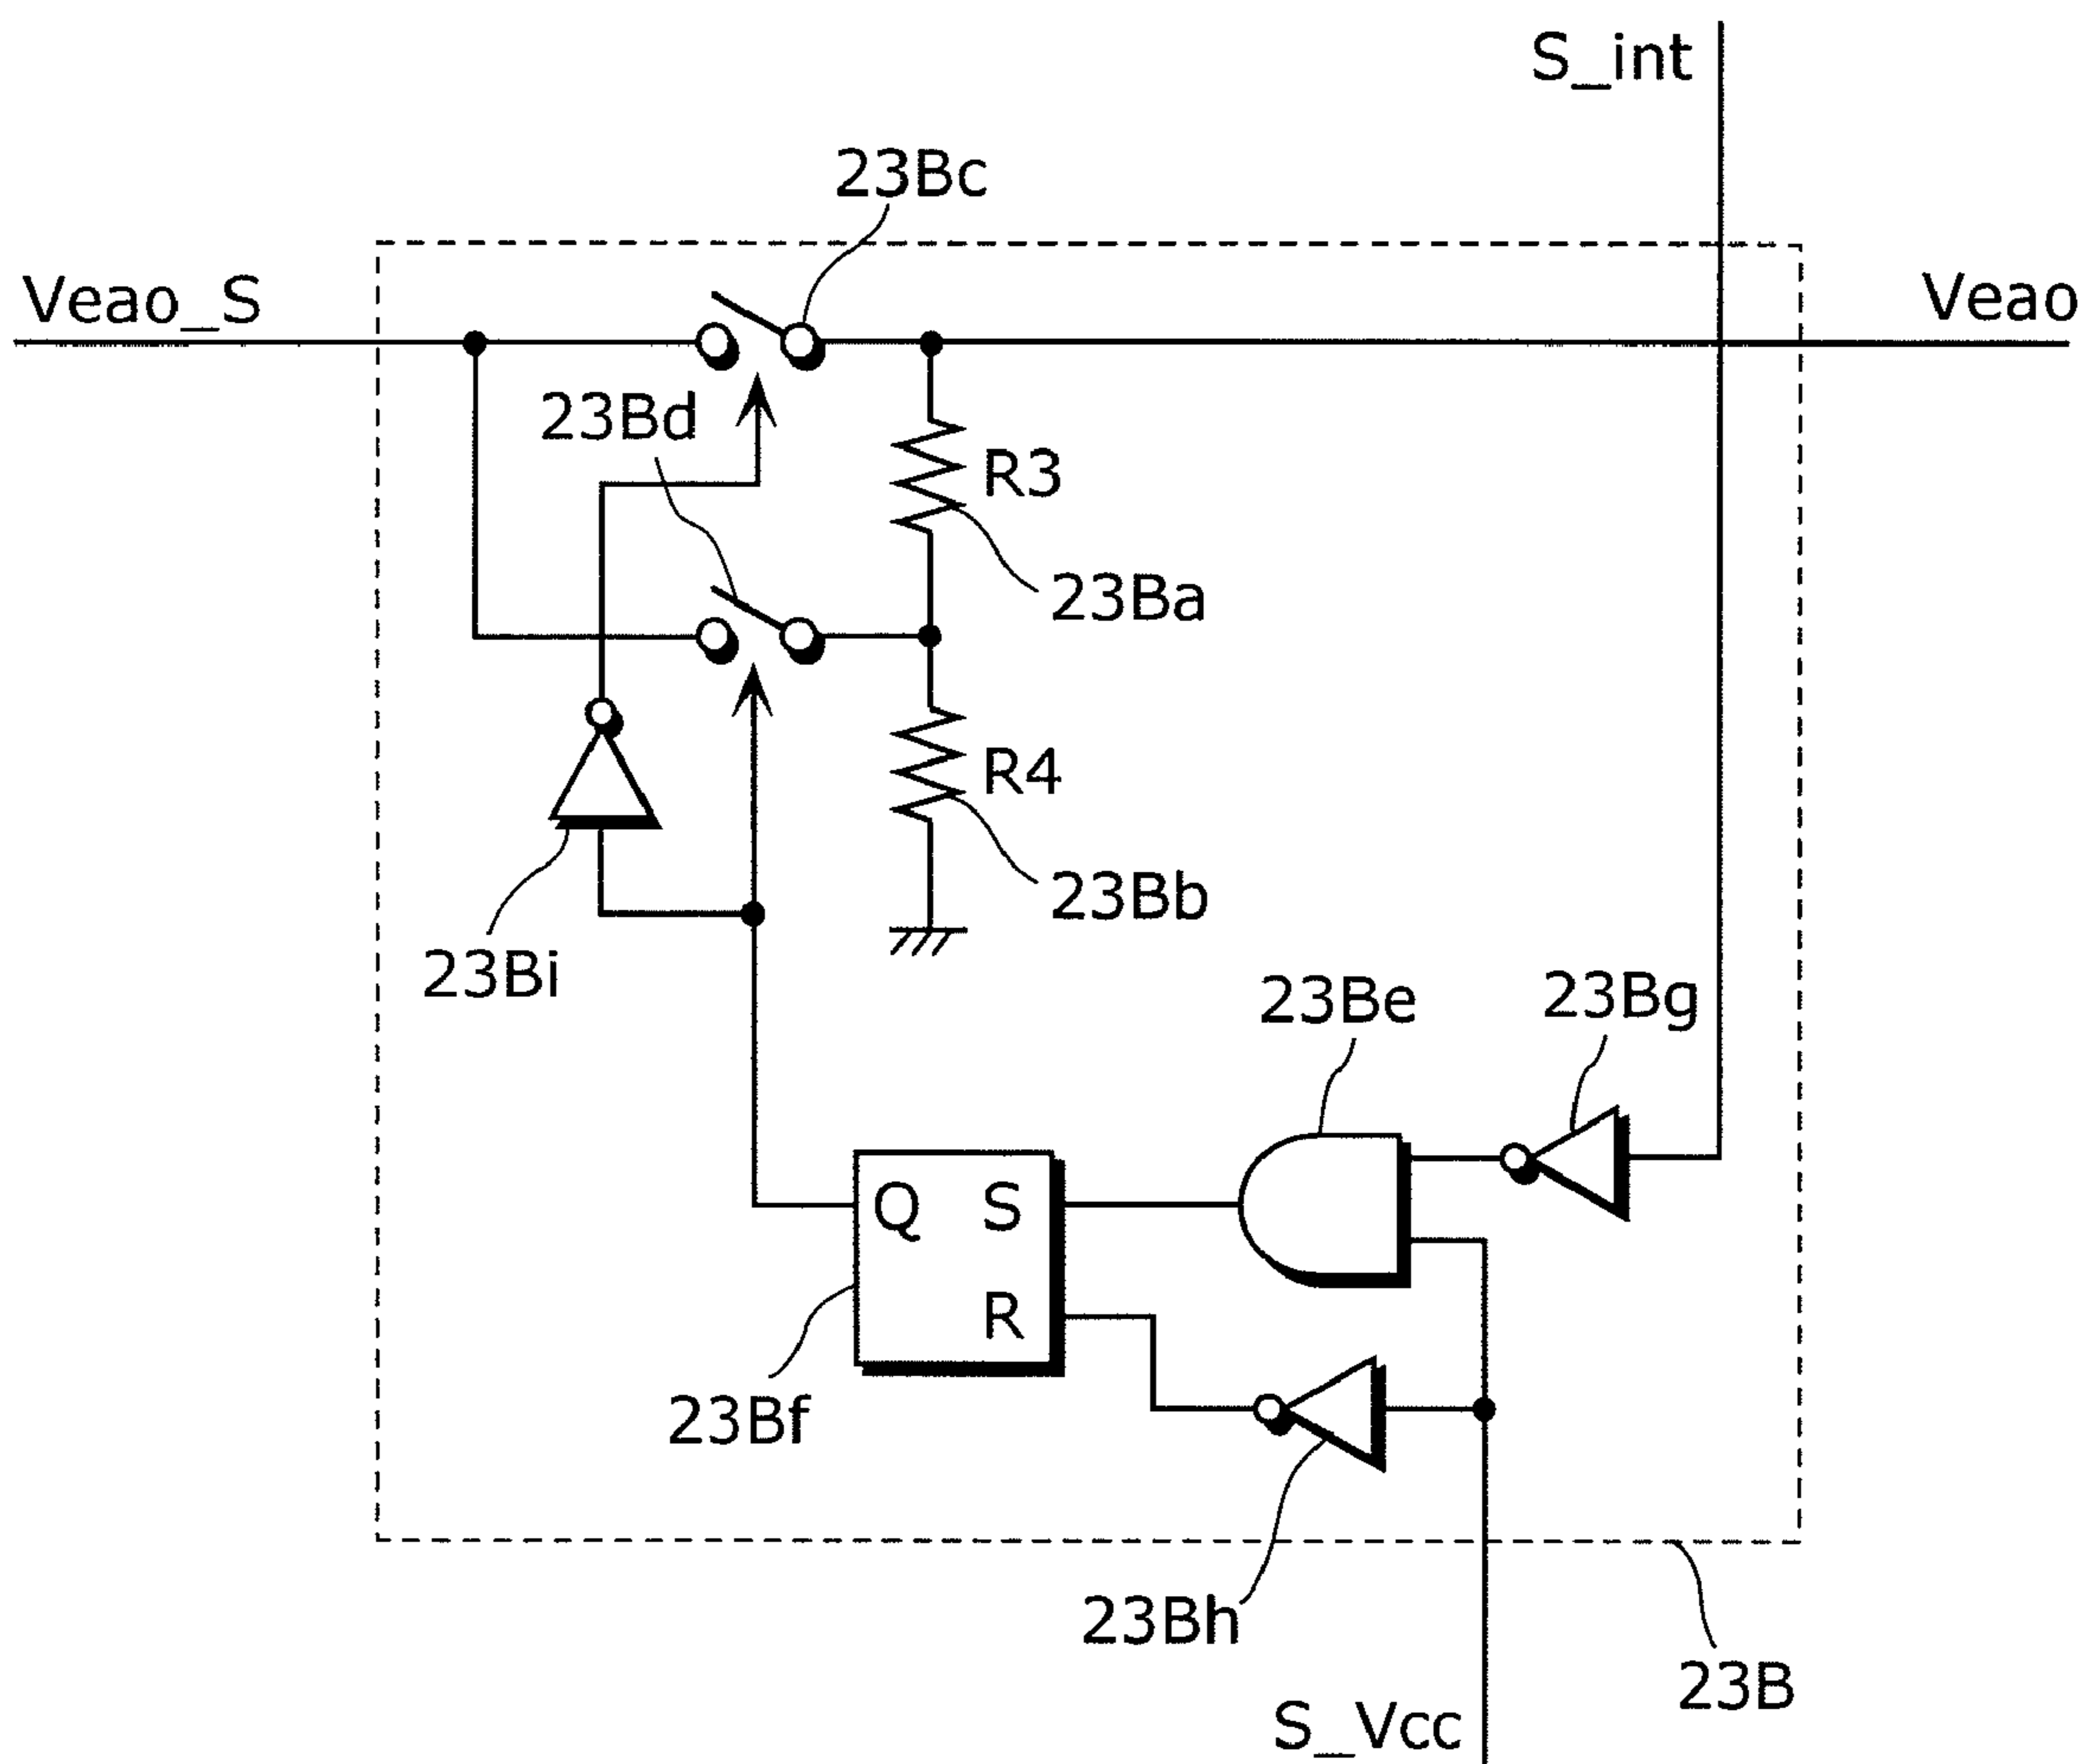 S_int
23Bc
Veao_S
Veao
23Bd
R3
23Ba
R4
23Bb
23Bi
23Be
23Bg
Q S
R
23Bf
23Bh
23B
S_Vcc